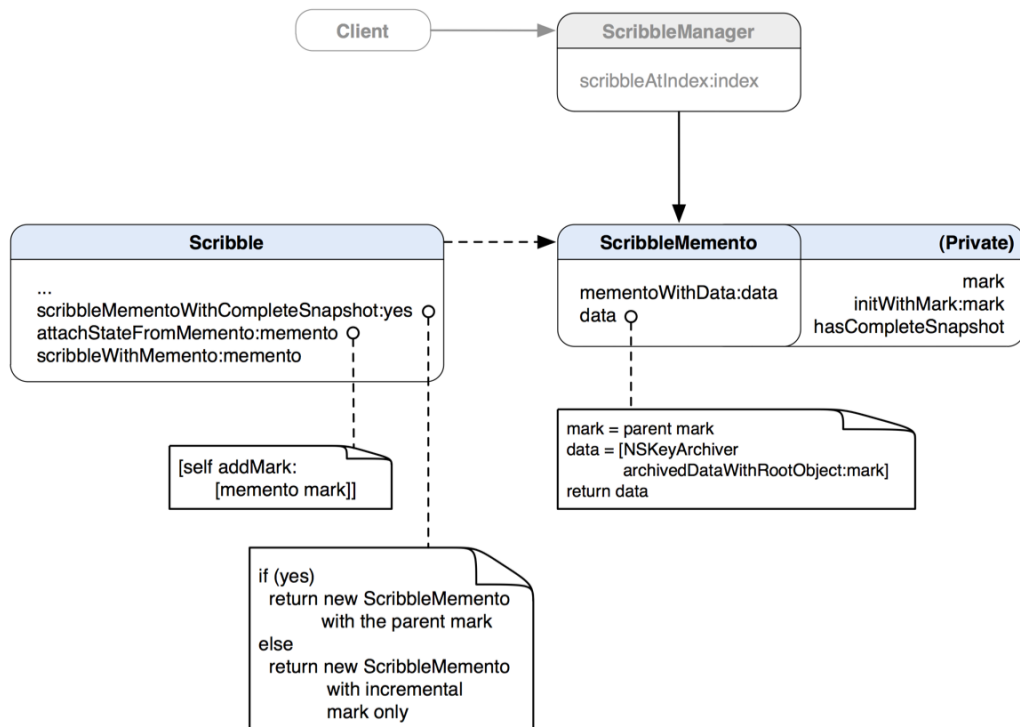 Client
ScribbleManager
scribbleAtIndex:index
Scribble
...
scribbleMementoWithCompleteSnapshot:yes
attachStateFromMemento:memento
scribbleWithMemento:memento
ScribbleMemento
mementoWithData:data
data
(Private)
mark
initWithMark:mark
hasCompleteSnapshot
[self addMark:
[memento mark]]
mark = parent mark
data = [NSKeyArchiver
archivedDataWithRootObject:mark]
return data
if (yes)
return new ScribbleMemento
with the parent mark
else
return new ScribbleMemento
with incremental
mark only